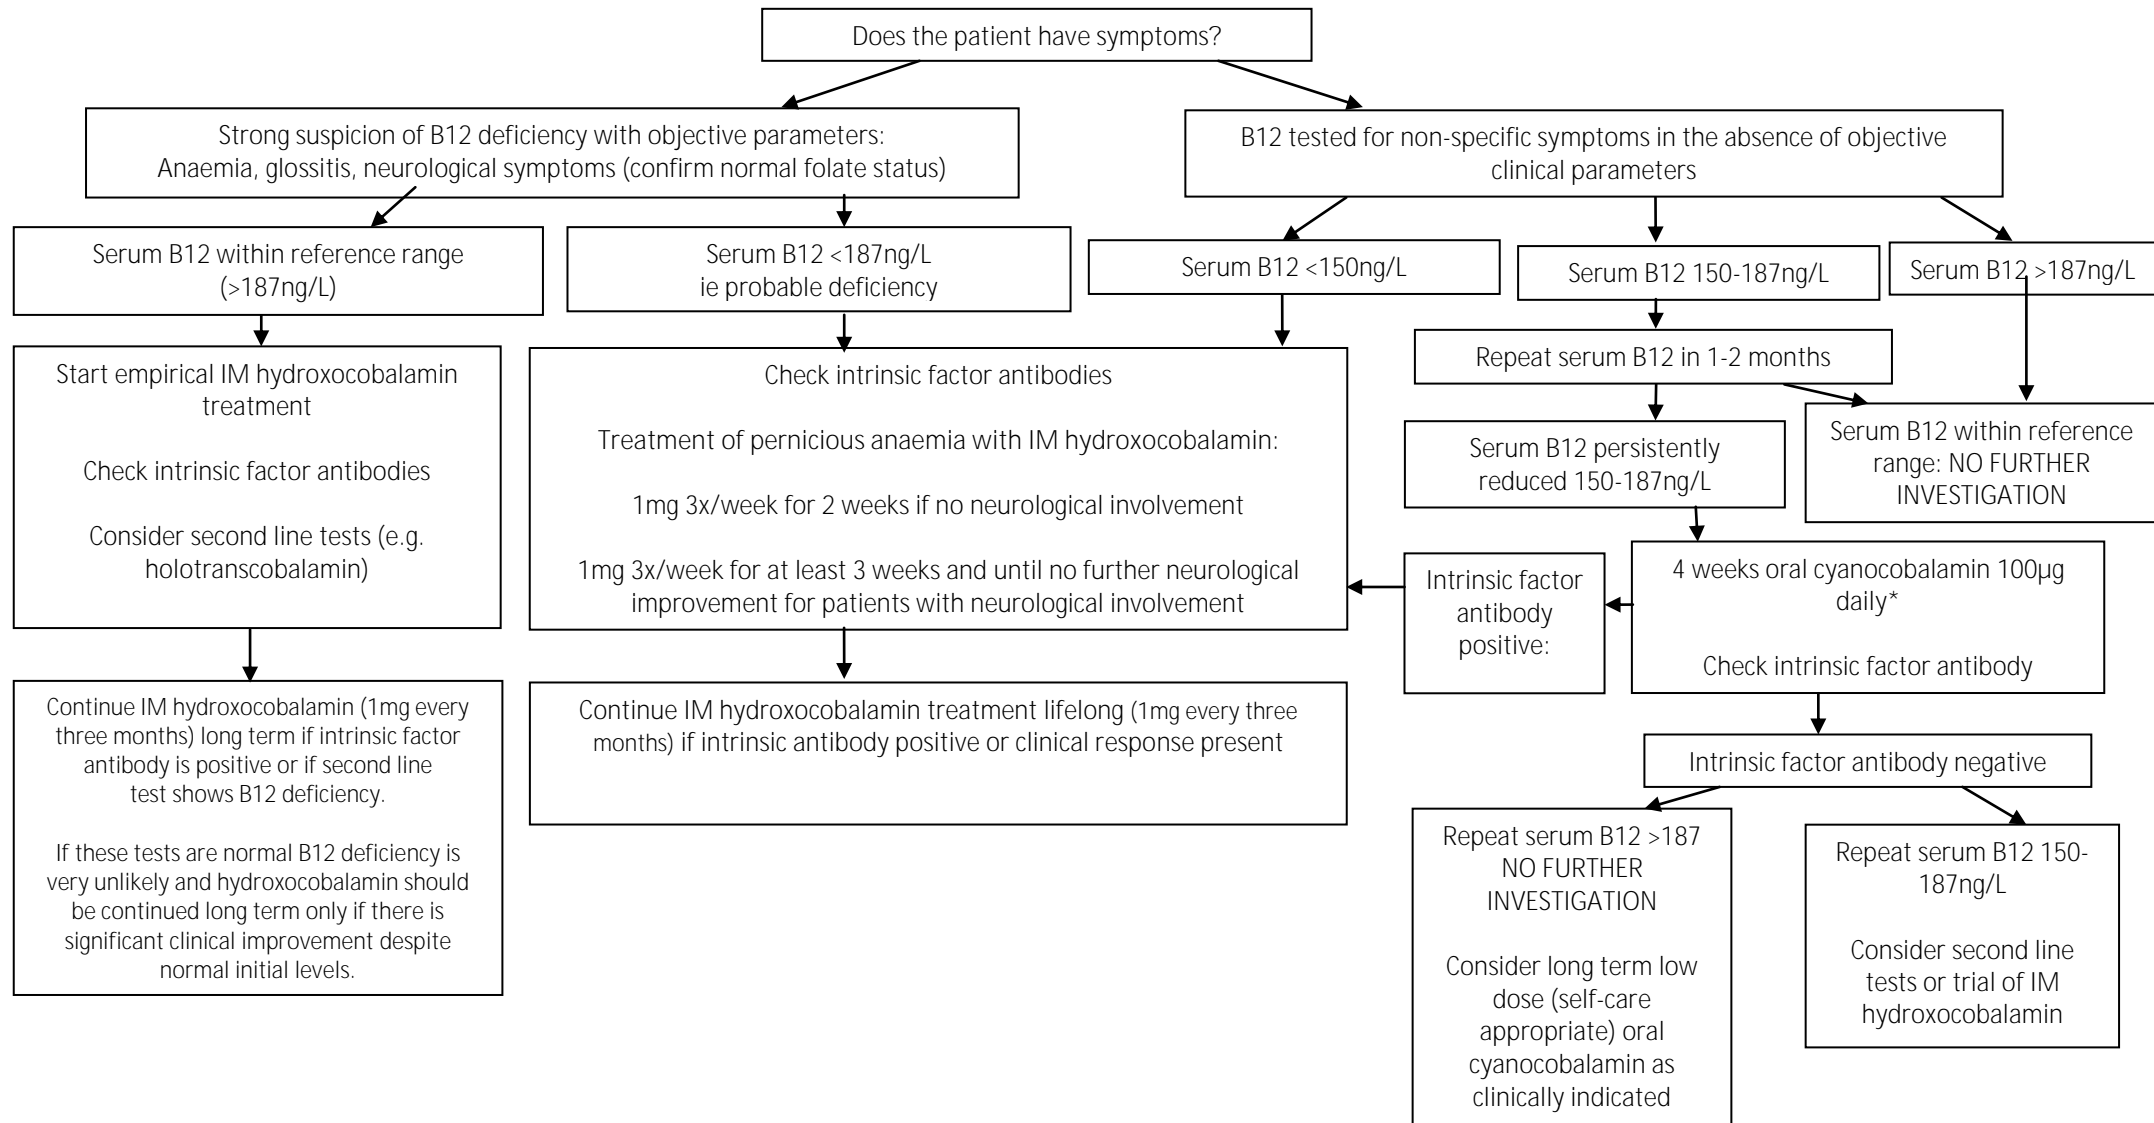 Does the patient have symptoms?
Strong suspicion of B12 deficiency with objective parameters:
Anaemia, glossitis, neurological symptoms (confirm normal folate status)
B12 tested for non-specific symptoms in the absence of objective
clinical parameters
Serum B12 within reference range
(>187ng/L)
Serum B12 <187ng/L
ie probable deficiency
Serum B12 <150ng/L
Serum B12 150-187ng/L
Serum B12 >187ng/L
Start empirical IM hydroxocobalamin
treatment
Check intrinsic factor antibodies
Consider second line tests (e.g.
holotranscobalamin)
Check intrinsic factor antibodies
Treatment of pernicious anaemia with IM hydroxocobalamin:
1mg 3x/week for 2 weeks if no neurological involvement
1mg 3x/week for at least 3 weeks and until no further neurological
improvement for patients with neurological involvement
Repeat serum B12 in 1-2 months
Serum B12 persistently
reduced 150-187ng/L
Serum B12 within reference
range: NO FURTHER
INVESTIGATION
Intrinsic factor
antibody
positive:
4 weeks oral cyanocobalamin 100µg
daily*
Check intrinsic factor antibody
Continue IM hydroxocobalamin (1mg every
three months) long term if intrinsic factor
antibody is positive or if second line
test shows B12 deficiency.
If these tests are normal B12 deficiency is
very unlikely and hydroxocobalamin should
be continued long term only if there is
significant clinical improvement despite
normal initial levels.
Continue IM hydroxocobalamin treatment lifelong (1mg every three
months) if intrinsic antibody positive or clinical response present
Intrinsic factor antibody negative
Repeat serum B12 >187
NO FURTHER
INVESTIGATION
Consider long term low
dose (self-care
appropriate) oral
cyanocobalamin as
clinically indicated
Repeat serum B12 150-
187ng/L
Consider second line
tests or trial of IM
hydroxocobalamin